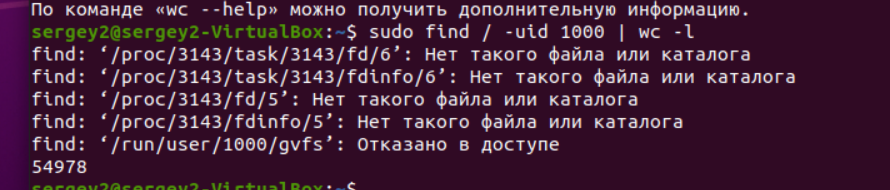 По команде «wc --help» можно получить дополнительную информацию.
sergey2@sergey2-VirtualBox:~$ sudo find / -uid 1000 | wc -l
find: ‘/proc/3143/task/3143/fd/6’: Нет такого файла или каталога
find: ‘/proc/3143/task/3143/fdinfo/6’: Нет такого файла или каталога
find: ‘/proc/3143/fd/5’: Нет такого файла или каталога
find: ‘/proc/3143/fdinfo/5’: Нет такого файла или каталога
find: ‘/run/user/1000/gvfs’: Отказано в доступе
54978
sergey2@sergey2-VirtualBox:~$